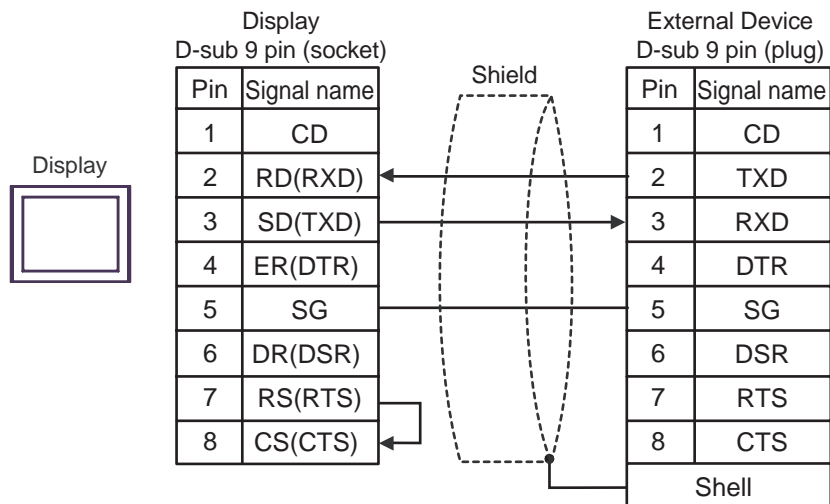 Display
D-sub 9 pin (socket)
External Device
D-sub 9 pin (plug)
Shield
Display
Pin Signal name
1 CD
2 RD(RXD)
3 SD(TXD)
4 ER(DTR)
5 SG
6 DR(DSR)
7 RS(RTS)
8 CS(CTS)
Pin Signal name
1 CD
2 TXD
3 RXD
4 DTR
5 SG
6 DSR
7 RTS
8 CTS
Shell